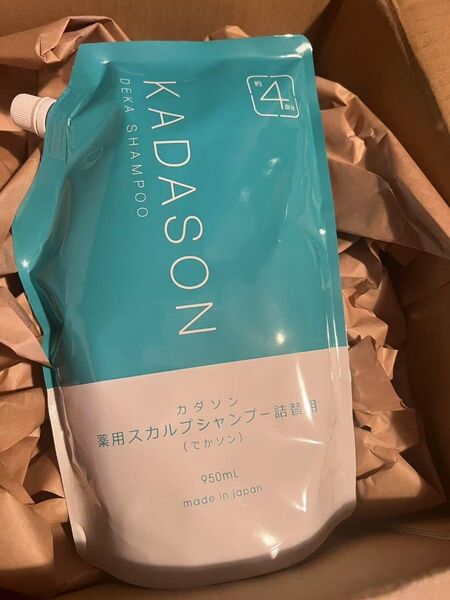 KADASON
DEKA SHAMPOO
約
4
回分
カダソン
薬用スカルプシャンプー詰替用
（でかソン）
950mL
made in japan